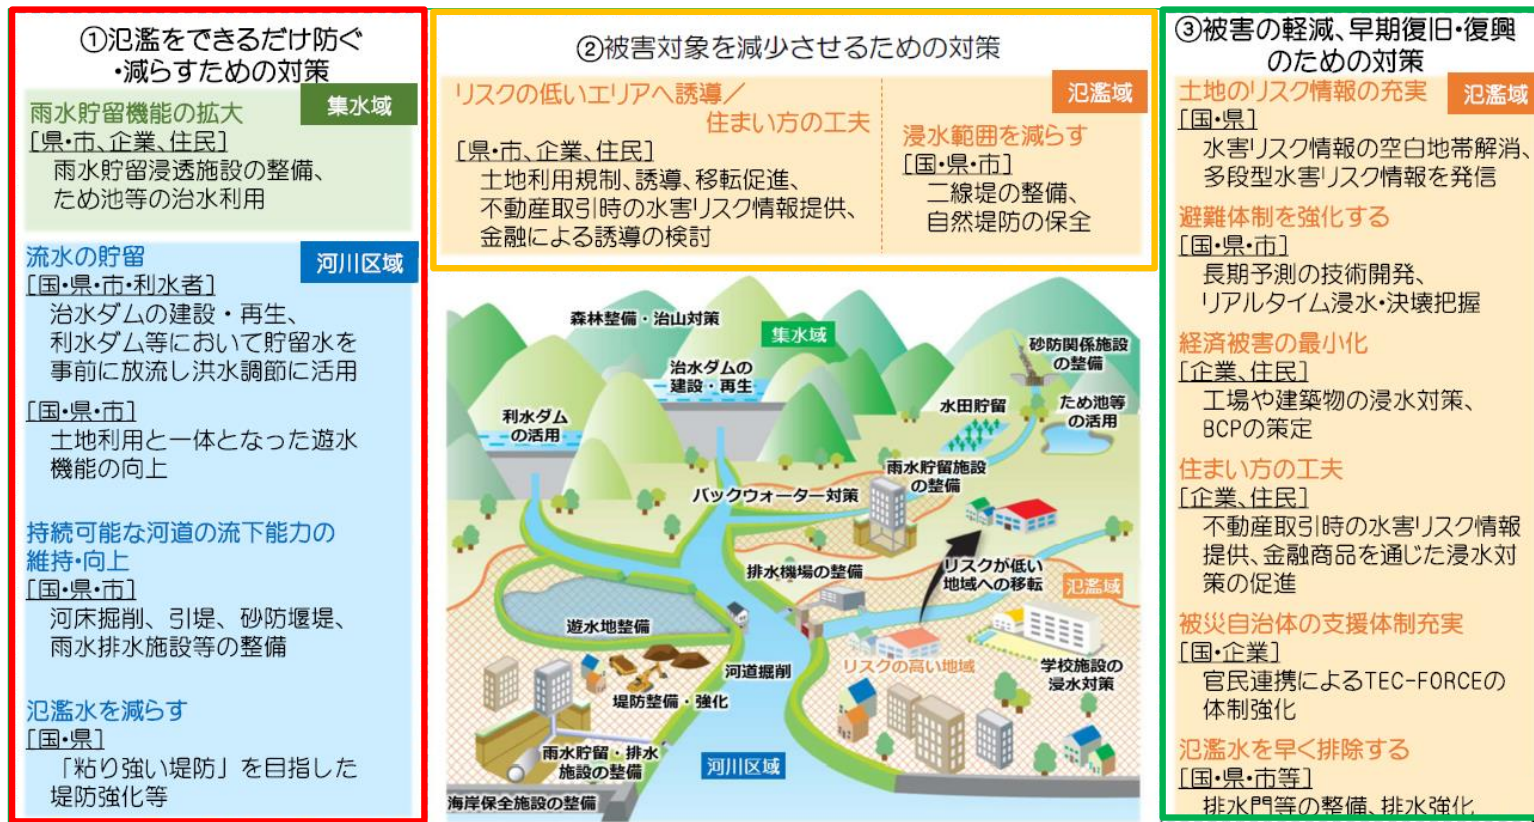 ①氾濫をできるだけ防ぐ
・減らすための対策
集水域
雨水貯留機能の拡大
[県・市、企業、住民]
雨水貯留浸透施設の整備、
ため池等の治水利用
流水の貯留
河川区域
[国・県・市・利水者]
治水ダムの建設・再生、
利水ダム等において貯留水を
事前に放流し洪水調節に活用
[国・県・市]
土地利用と一体となった遊水
機能の向上
持続可能な河道の流下能力の
維持・向上
[国・県・市]
河床掘削、引堤、砂防堰堤、
雨水排水施設等の整備
氾濫水を減らす
[国・県]
「粘り強い堤防」を目指した
堤防強化等
②被害対象を減少させるための対策
リスクの低いエリアへ誘導／
住まい方の工夫
[県・市、企業、住民]
土地利用規制、誘導、移転促進、
不動産取引時の水害リスク情報提供、
金融による誘導の検討
氾濫域
浸水範囲を減らす
[国・県・市]
二線堤の整備、
自然堤防の保全
森林整備・治山対策
集水域
砂防関係施設
の整備
治水ダムの
建設・再生
水田貯留
ため池等
の活用
利水ダム
の活用
雨水貯留施設
の整備
バックウォーター対策
排水機場の整備
リスクが低い
地域への移転
氾濫域
遊水地整備
河道掘削
リスクの高い地域
学校施設の
浸水対策
堤防整備・強化
雨水貯留・排水
施設の整備
河川区域
海岸保全施設の整備
③被害の軽減、早期復旧・復興
のための対策
土地のリスク情報の充実
氾濫域
[国・県]
水害リスク情報の空白地帯解消、
多段型水害リスク情報を発信
避難体制を強化する
[国・県・市]
長期予測の技術開発、
リアルタイム浸水・決壊把握
経済被害の最小化
[企業、住民]
工場や建築物の浸水対策、
BCPの策定
住まい方の工夫
[企業、住民]
不動産取引時の水害リスク情報
提供、金融商品を通じた浸水対
策の促進
被災自治体の支援体制充実
[国・企業]
官民連携によるTEC-FORCEの
体制強化
氾濫水を早く排除する
[国・県・市等]
排水門等の整備、排水強化